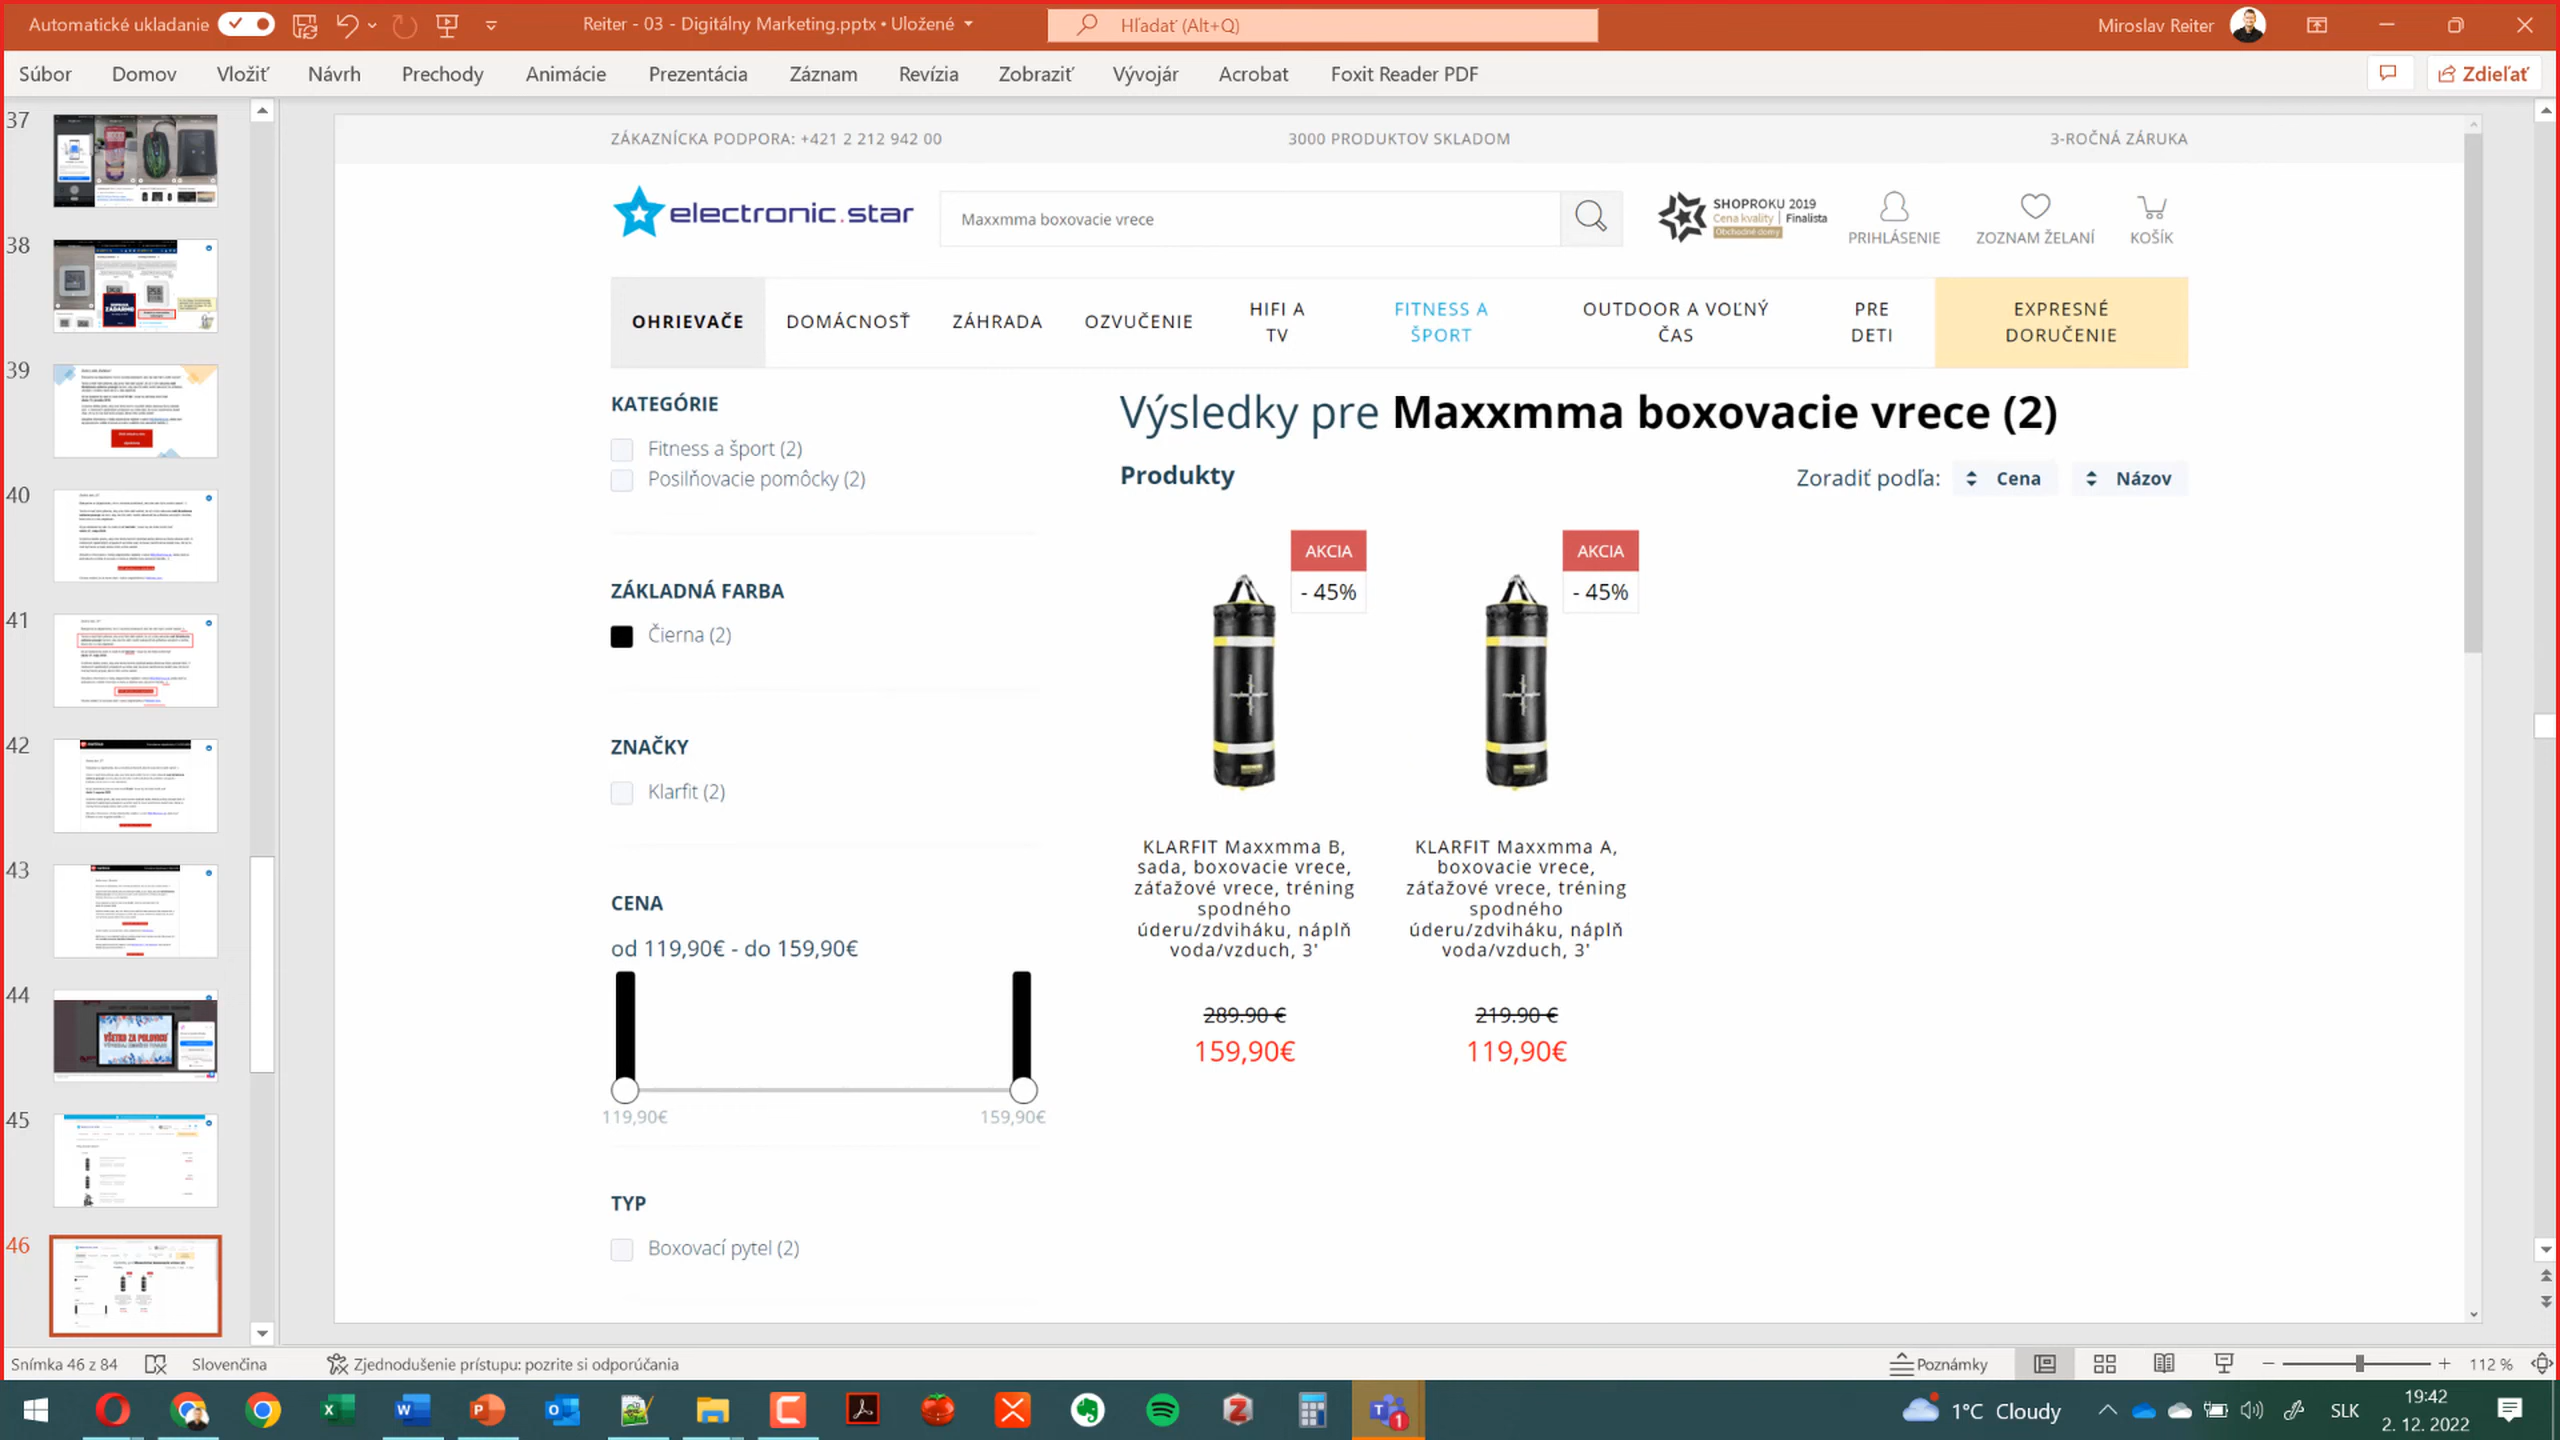 Automatické ukladanie
Reiter - 03 - Digitálny Marketing.pptx • Uložené
Hľadať (Alt+Q)
Miroslav Reiter
Súbor Domov Vložiť Návrh Prechody Animácie Prezentácia Záznam Revízia Zobraziť Vývojár Acrobat Foxit Reader PDF
Zdieľať
37
38
39
40
41
42
43
44
VŠETKO ZA POLOVICU
45
46
ZÁKAZNÍCKA PODPORA: +421 2 212 942 00
3000 PRODUKTOV SKLADOM
3-ROČNÁ ZÁRUKA
electronic.star
Maxxmma boxovacie vrece
SHOPROKU 2019
Cena kvality | Finalista
Obchodné domy
PRIHLÁSENIE
ZOZNAM ŽELANÍ
KOŠÍK
OHRIEVAČE
DOMÁCNOSŤ
ZÁHRADA
OZVUČENIE
HIFI A
TV
FITNESS A
ŠPORT
OUTDOOR A VOĽNÝ
ČAS
PRE
DETI
EXPRESNÉ
DORUČENIE
KATEGÓRIE
Fitness a šport (2)
Posilňovacie pomôcky (2)
ZÁKLADNÁ FARBA
Čierna (2)
ZNAČKY
Klarfit (2)
CENA
od 119,90€ - do 159,90€
119,90€
159,90€
TYP
Boxovací pytel (2)
Výsledky pre Maxxmma boxovacie vrece (2)
Produkty
Zoradiť podľa:
Cena
Názov
AKCIA
- 45%
KLARFIT Maxxmma B,
sada, boxovacie vrece,
záťažové vrece, tréning
spodného
úderu/zdviháku, náplň
voda/vzduch, 3'
289.90 €
159,90€
AKCIA
- 45%
KLARFIT Maxxmma A,
boxovacie vrece,
záťažové vrece, tréning
spodného
úderu/zdviháku, náplň
voda/vzduch, 3'
219.90 €
119,90€
Snímka 46 z 84
Slovenčina
Zjednodušenie prístupu: pozrite si odporúčania
Poznámky
112 %
1°C Cloudy
SLK
19:42
2. 12. 2022